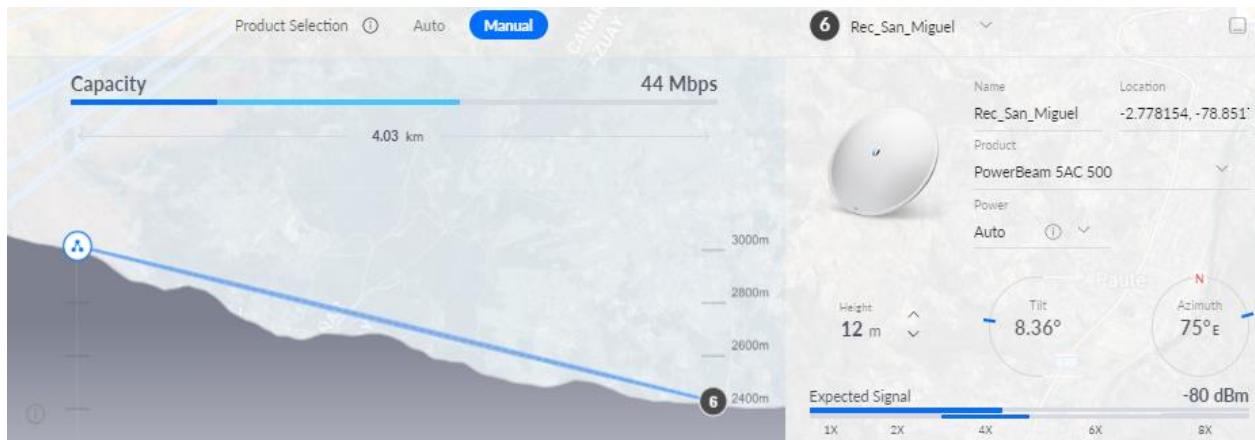 Product Selection
Auto
Manual
Capacity
44 Mbps
4.03 km
3000m
2800m
2600m
2400m
6
6 Rec_San_Miguel
Name
Rec_San_Miguel
Location
-2.778154, -78.851
Product
PowerBeam 5AC 500
Power
Auto
Paute
Height
12 m
Tilt
8.36°
N
Azimuth
75°E
Expected Signal
-80 dBm
1X 2X 4X 6X 8X